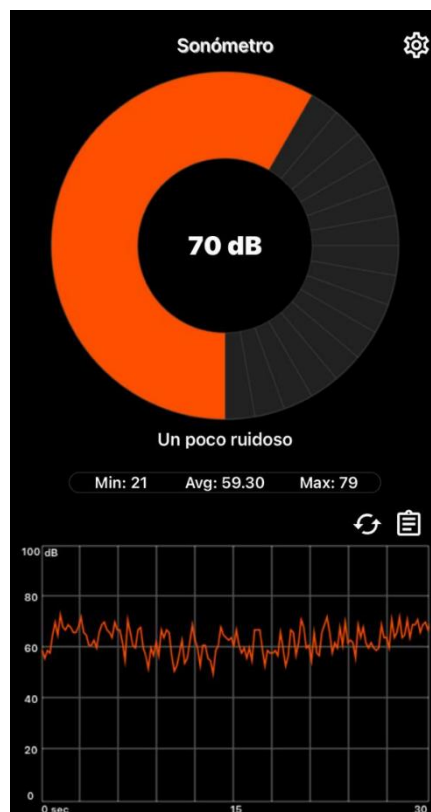 Sonómetro
70 dB
Un poco ruidoso
Min: 21 Avg: 59.30 Max: 79
100 dB
80
60
40
20
0
0 sec 15 30